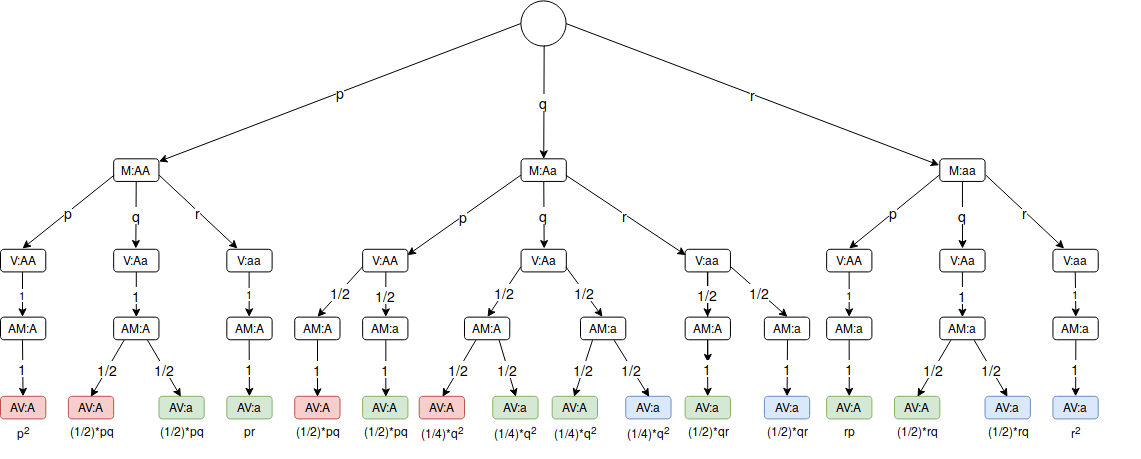 p q r
M:AA M:Aa M:aa
p q r p q r p q r
V:AA V:Aa V:aa V:AA V:Aa V:aa V:AA V:Aa V:aa
1 1 1 1/2 1/2 1/2 1/2 1/2 1/2 1 1 1
AM:A AM:A AM:A AM:A AM:a AM:A AM:a AM:A AM:a AM:a AM:a AM:a
1 1/2 1/2 1 1 1 1/2 1/2 1/2 1/2 1 1 1 1/2 1/2 1
AV:A AV:A AV:a AV:a AV:A AV:A AV:A AV:a AV:A AV:a AV:a AV:a AV:A AV:A AV:a AV:a
p² (1/2)*pq (1/2)*pq pr (1/2)*pq (1/2)*pq (1/4)*q² (1/4)*q² (1/4)*q² (1/4)*q² (1/2)*qr (1/2)*qr rp (1/2)*rq (1/2)*rq r²